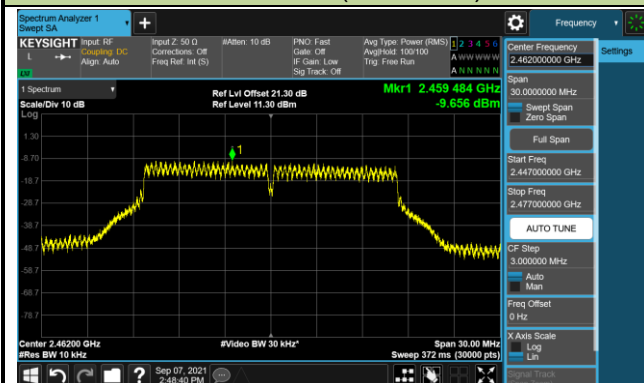 Spectrum Analyzer 1
Swept SA
Frequency
KEYSIGHT
Input: RF
Coupling: DC
Align: Auto
Input Z: 50 Ω
Corrections: Off
Freq Ref: Int (S)
#Atten: 10 dB
PNO: Fast
Gate: Off
IF Gain: Low
Sig Track: Off
Avg Type: Power (RMS)
Avg|Hold: 100/100
Trig: Free Run
1 2 3 4 5 6
A W W W W W
A N N N N N
L
LW
Center Frequency
2.462000000 GHz
Settings
Span
30.0000000 MHz
Swept Span
Zero Span
Full Span
Start Freq
2.447000000 GHz
Stop Freq
2.477000000 GHz
AUTO TUNE
CF Step
3.000000 MHz
Auto
Man
Freq Offset
0 Hz
X Axis Scale
Log
Lin
Signal Track
1 Spectrum
Scale/Div 10 dB
Log
Ref Lvl Offset 21.30 dB
Ref Level 11.30 dBm
Mkr1 2.459 484 GHz
-9.656 dBm
1
1.30
-8.70
-18.7
-28.7
-38.7
-48.7
-58.7
-68.7
-78.7
Center 2.46200 GHz
#Res BW 10 kHz
#Video BW 30 kHz*
Span 30.00 MHz
Sweep 372 ms (30000 pts)
?
Sep 07, 2021
2:48:40 PM